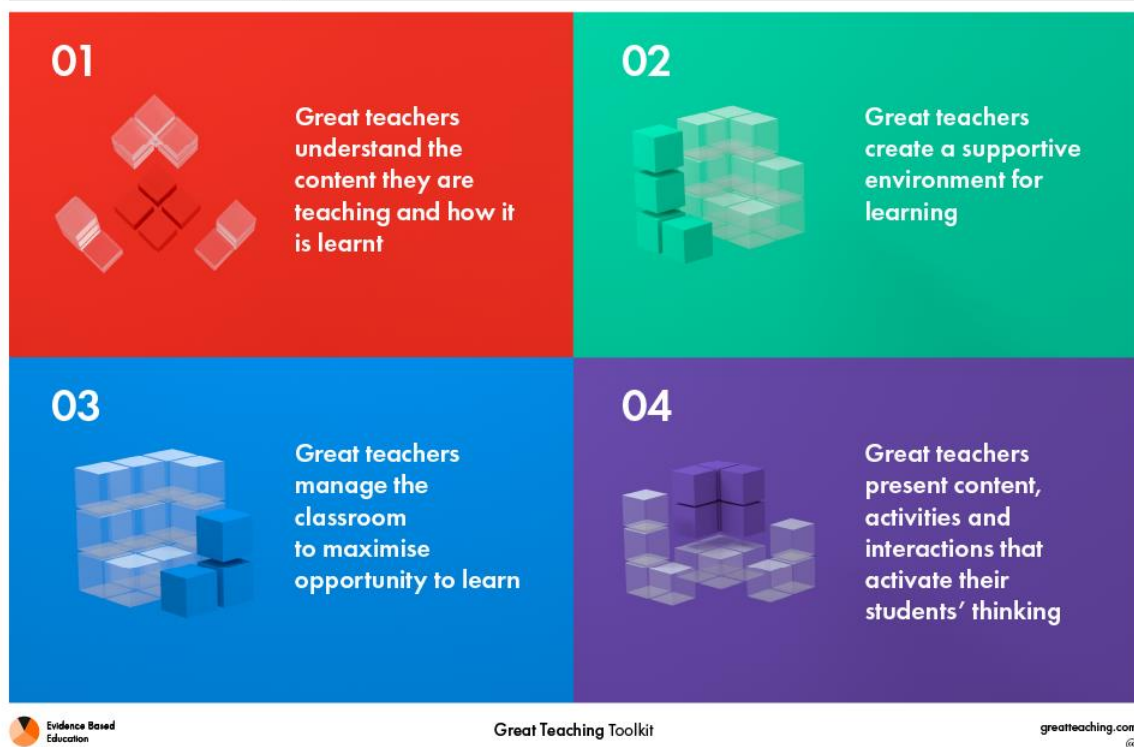 01
Great teachers
understand the
content they are
teaching and how it
is learnt
02
Great teachers
create a supportive
environment for
learning
03
Great teachers
manage the
classroom
to maximise
opportunity to learn
04
Great teachers
present content,
activities and
interactions that
activate their
students’ thinking
Evidence Based
Education
Great Teaching Toolkit
greatteaching.com